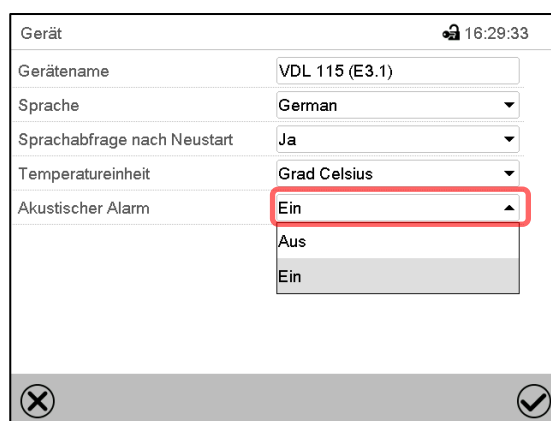 Gerät 16:29:33
Gerätename VDL 115 (E3.1)
Sprache German
Sprachabfrage nach Neustart Ja
Temperatureinheit Grad Celsius
Akustischer Alarm Ein
Aus
Ein